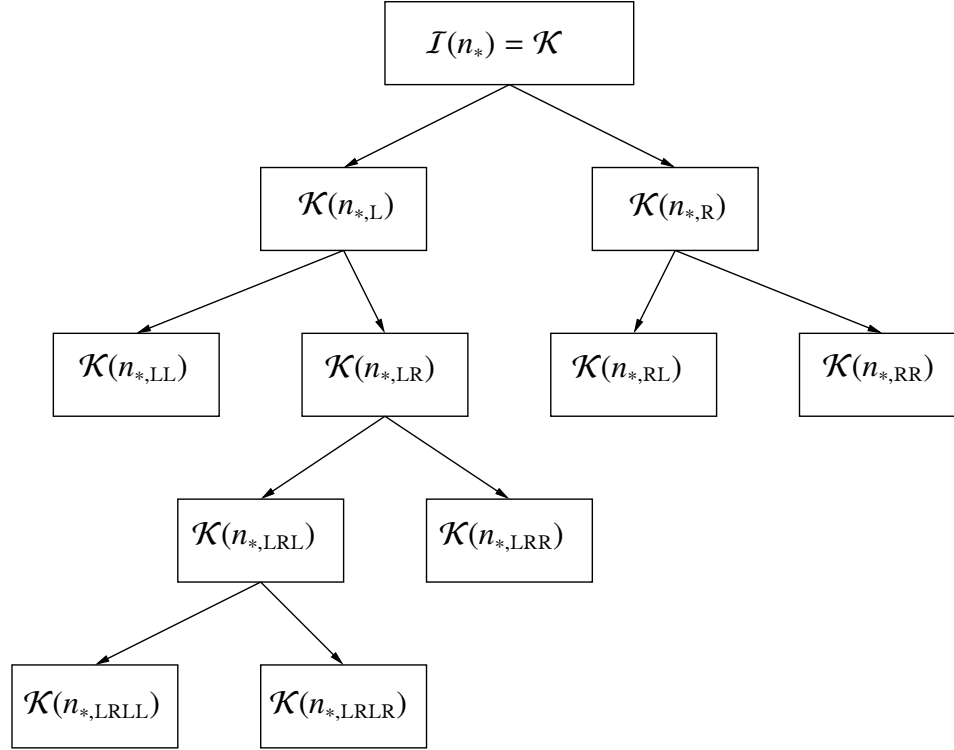 𝓘(n∗) = 𝓚
𝓚(n∗,L)
𝓚(n∗,R)
𝓚(n∗,LL)
𝓚(n∗,LR)
𝓚(n∗,RL)
𝓚(n∗,RR)
𝓚(n∗,LRL)
𝓚(n∗,LRR)
𝓚(n∗,LRLL)
𝓚(n∗,LRLR)